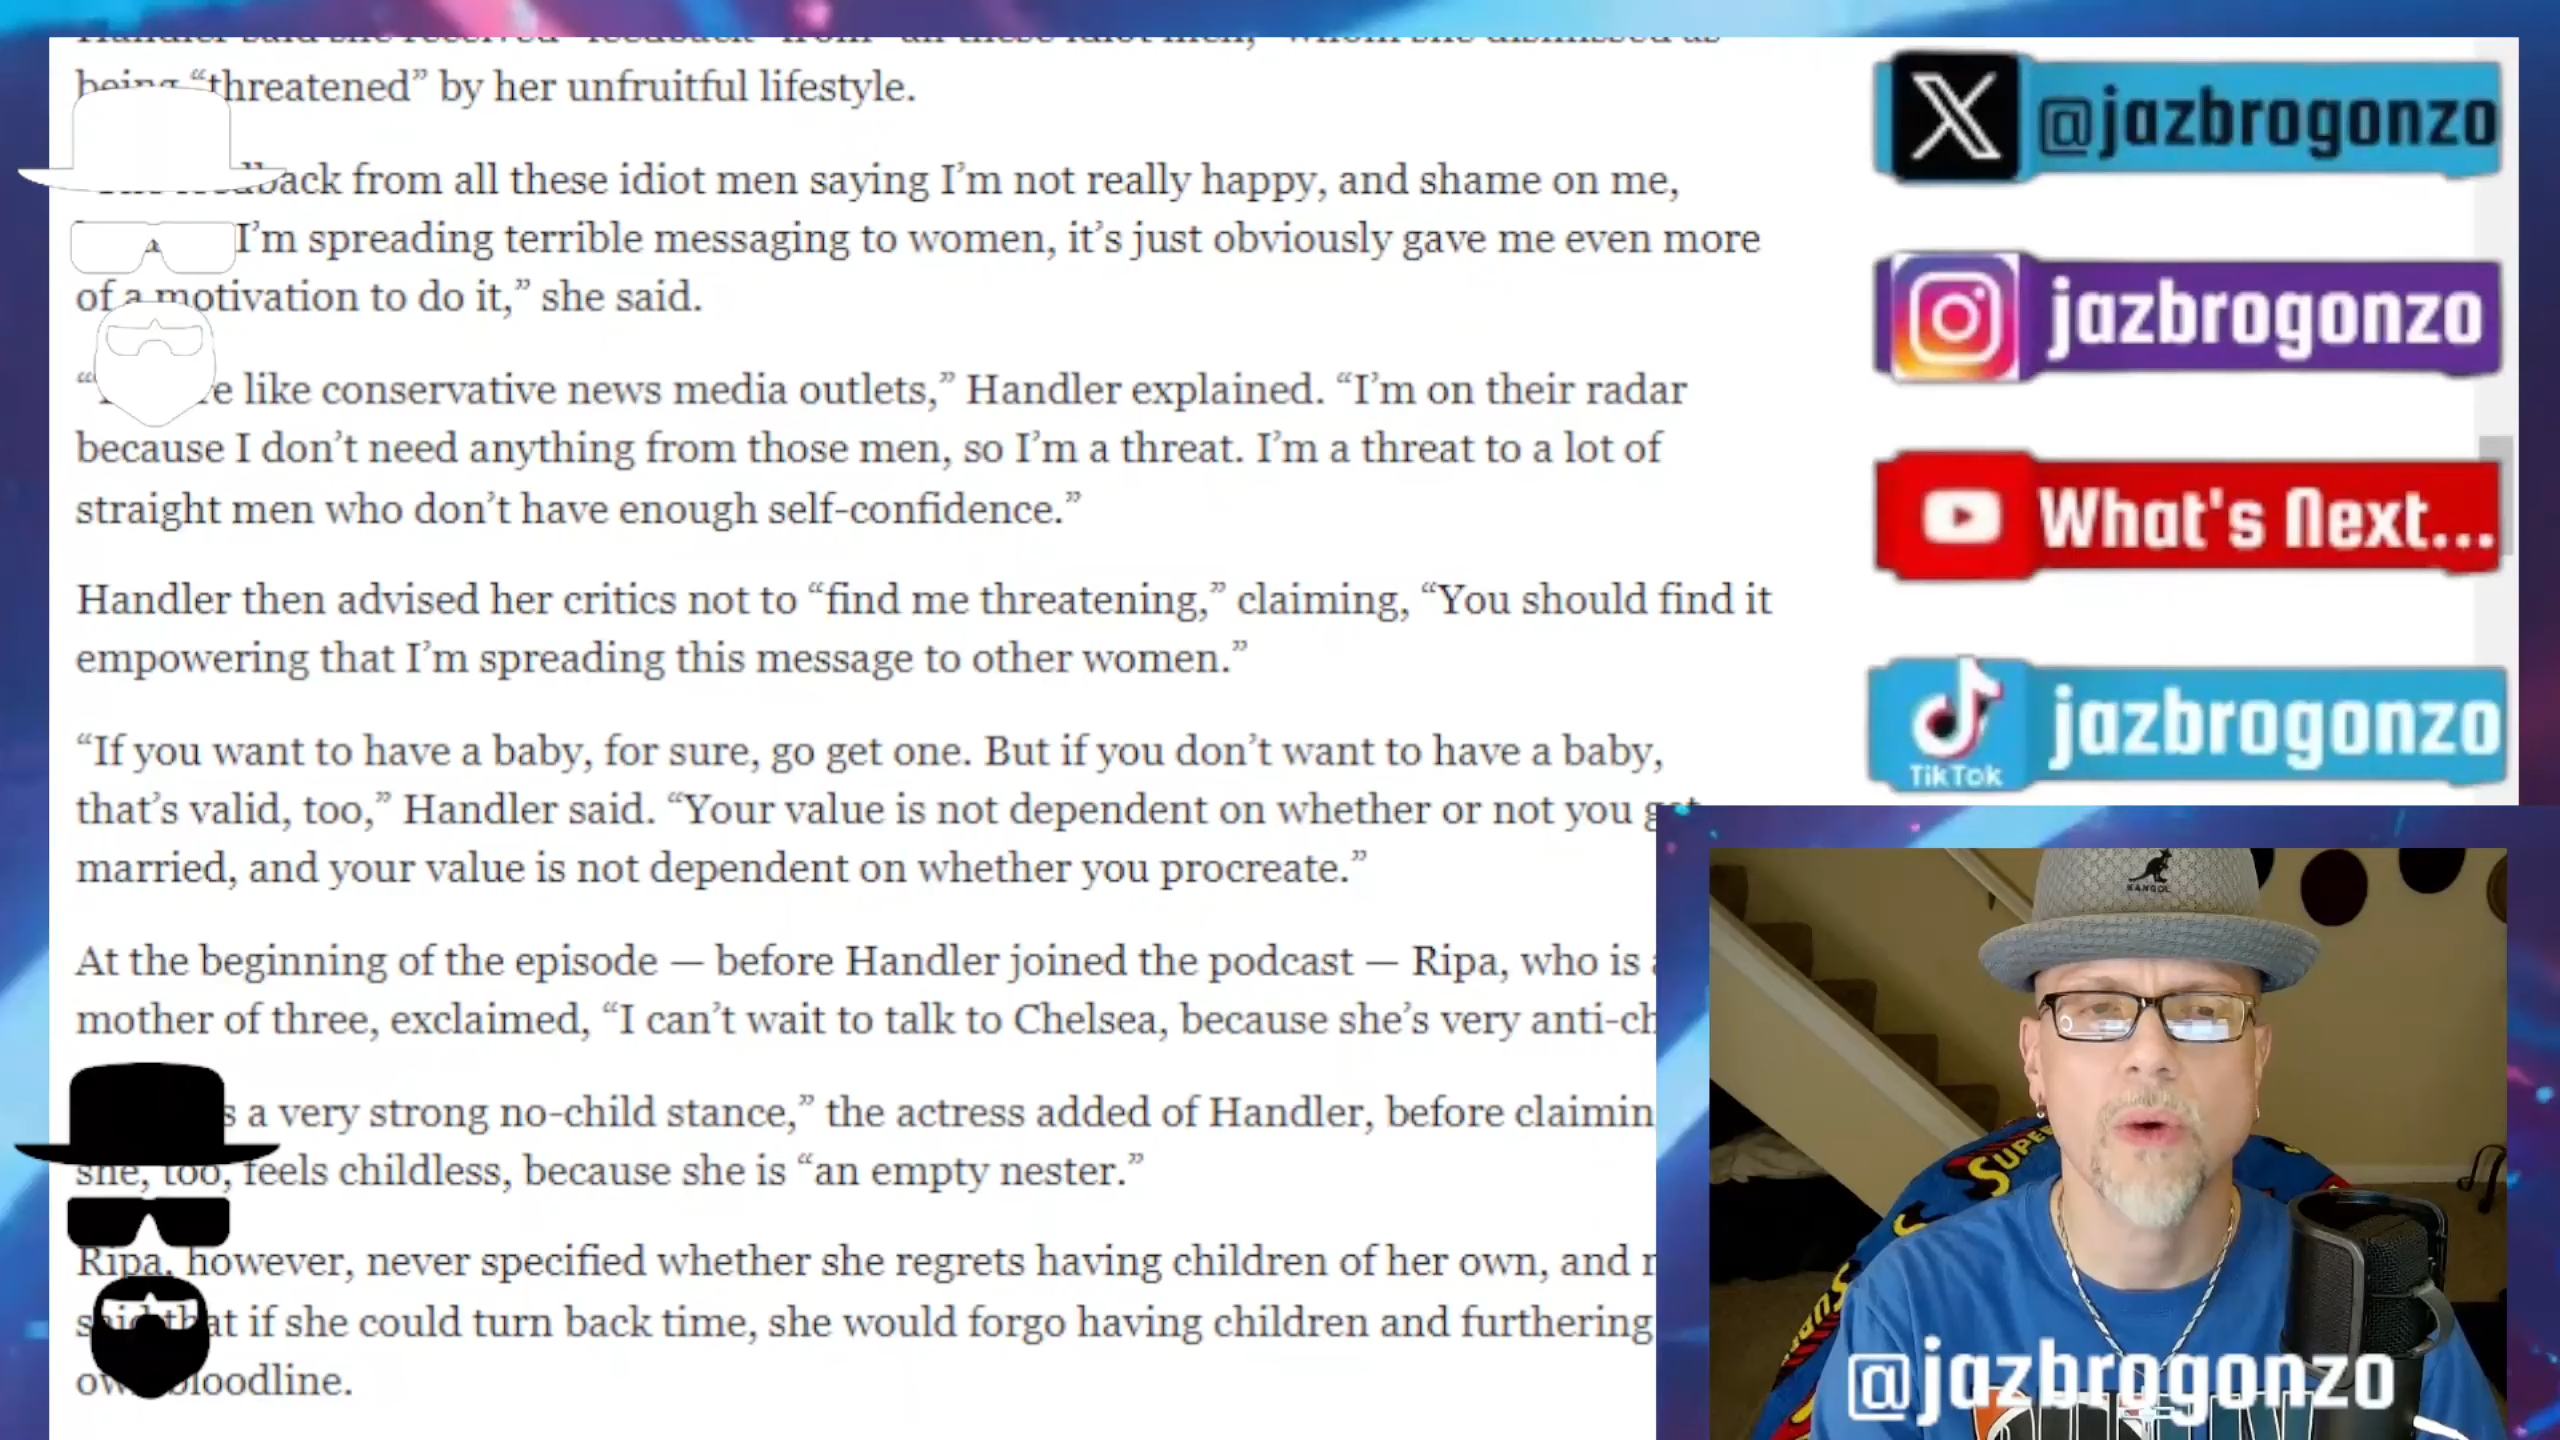 being “threatened” by her unfruitful lifestyle.
feedback from all these idiot men saying I’m not really happy, and shame on me,
I’m spreading terrible messaging to women, it’s just obviously gave me even more
of a motivation to do it,” she said.
like conservative news media outlets,” Handler explained. “I’m on their radar
because I don’t need anything from those men, so I’m a threat. I’m a threat to a lot of
straight men who don’t have enough self-confidence.”
Handler then advised her critics not to “find me threatening,” claiming, “You should find it
empowering that I’m spreading this message to other women.”
“If you want to have a baby, for sure, go get one. But if you don’t want to have a baby,
that’s valid, too,” Handler said. “Your value is not dependent on whether or not you get
married, and your value is not dependent on whether you procreate.”
At the beginning of the episode — before Handler joined the podcast — Ripa, who is
mother of three, exclaimed, “I can’t wait to talk to Chelsea, because she’s very anti-ch
a very strong no-child stance,” the actress added of Handler, before claimin
she, too, feels childless, because she is “an empty nester.”
Ripa, however, never specified whether she regrets having children of her own, and
said that if she could turn back time, she would forgo having children and furthering
own bloodline.
@jazbrogonzo
jazbrogonzo
What's Next...
TikTok
jazbrogonzo
KANGOL
SUPER
@jazbrogonzo